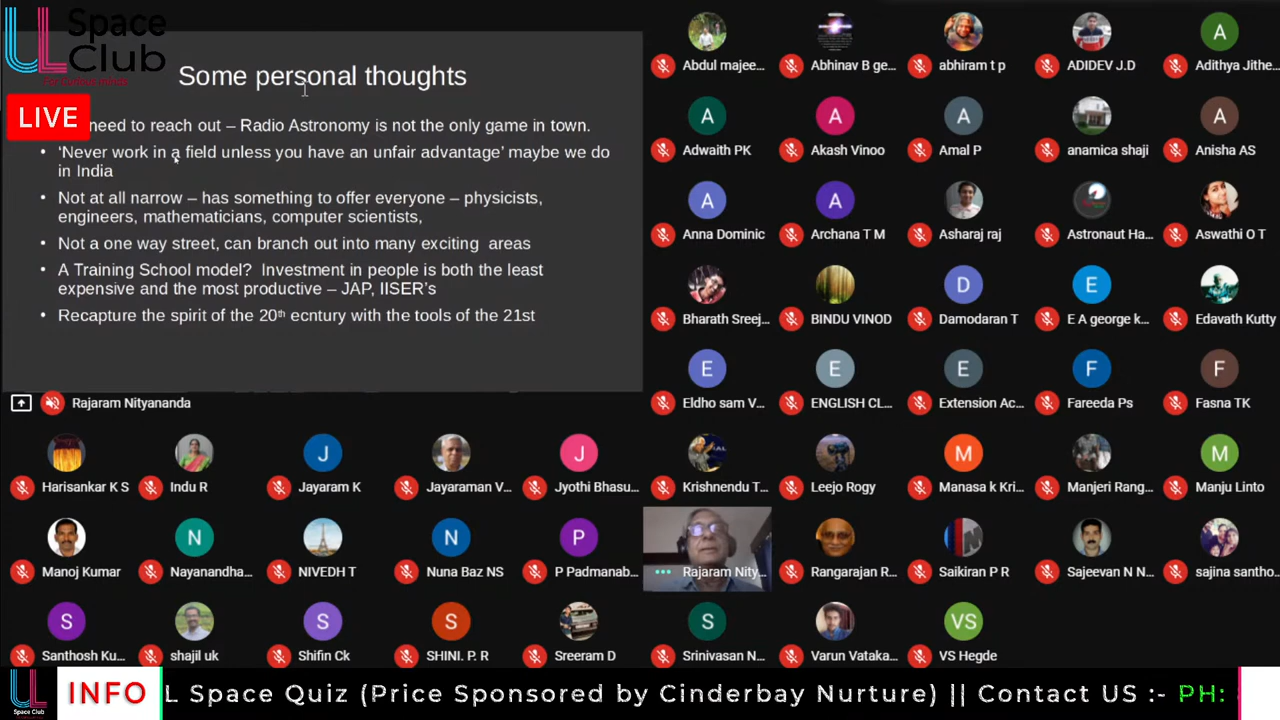 Space
Club
For curious minds
LIVE
Some personal thoughts
need to reach out – Radio Astronomy is not the only game in town.
• ‘Never work in a field unless you have an unfair advantage’ maybe we do
in India
• Not at all narrow – has something to offer everyone – physicists,
engineers, mathematicians, computer scientists,
• Not a one way street, can branch out into many exciting areas
• A Training School model? Investment in people is both the least
expensive and the most productive – JAP, IISER's
• Recapture the spirit of the 20th ecntury with the tools of the 21st
Rajaram Nityananda
A
Abdul majee... Abhinav B ge... abhiram t p ADIDEV J.D Adithya Jithe...
A A A
Adwaith PK Akash Vinoo Amal P anamica shaji Anisha AS
A A
Anna Dominic Archana T M Asharaj raj Astronaut Ha... Aswathi O T
D E
Bharath Sreej... BINDU VINOD Damodaran T E A george k... Edavath Kutty
E E E F F
Eldho sam V... ENGLISH CL... Extension Ac... Fareeda Ps Fasna TK
J J M M
Harisankar K S Indu R Jayaram K Jayaraman V... Jyothi Bhasu... Krishnendu T... Leejo Rogy Manasa k Kri... Manjeri Rang... Manju Linto
N N P
Manoj Kumar Nayanandha... NIVEDH T Nuna Baz NS P Padmanab... Rajaram Nity... Rangarajan R... Saikiran P R Sajeevan N N... sajina santho...
S S S S VS
Santhosh Ku... shajil uk Shifin Ck SHINI. P. R Sreeram D Srinivasan N... Varun Vataka... VS Hegde
Space Club
INFO L Space Quiz (Price Sponsored by Cinderbay Nurture) || Contact US :- PH: